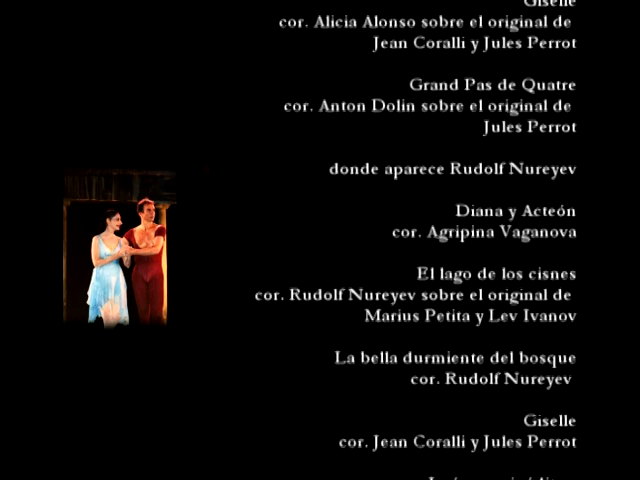 Giselle
cor. Alicia Alonso sobre el original de
Jean Coralli y Jules Perrot
Grand Pas de Quatre
cor. Anton Dolin sobre el original de
Jules Perrot
donde aparece Rudolf Nureyev
Diana y Acteón
cor. Agripina Vaganova
El lago de los cisnes
cor. Rudolf Nureyev sobre el original de
Marius Petita y Lev Ivanov
La bella durmiente del bosque
cor. Rudolf Nureyev
Giselle
cor. Jean Coralli y Jules Perrot